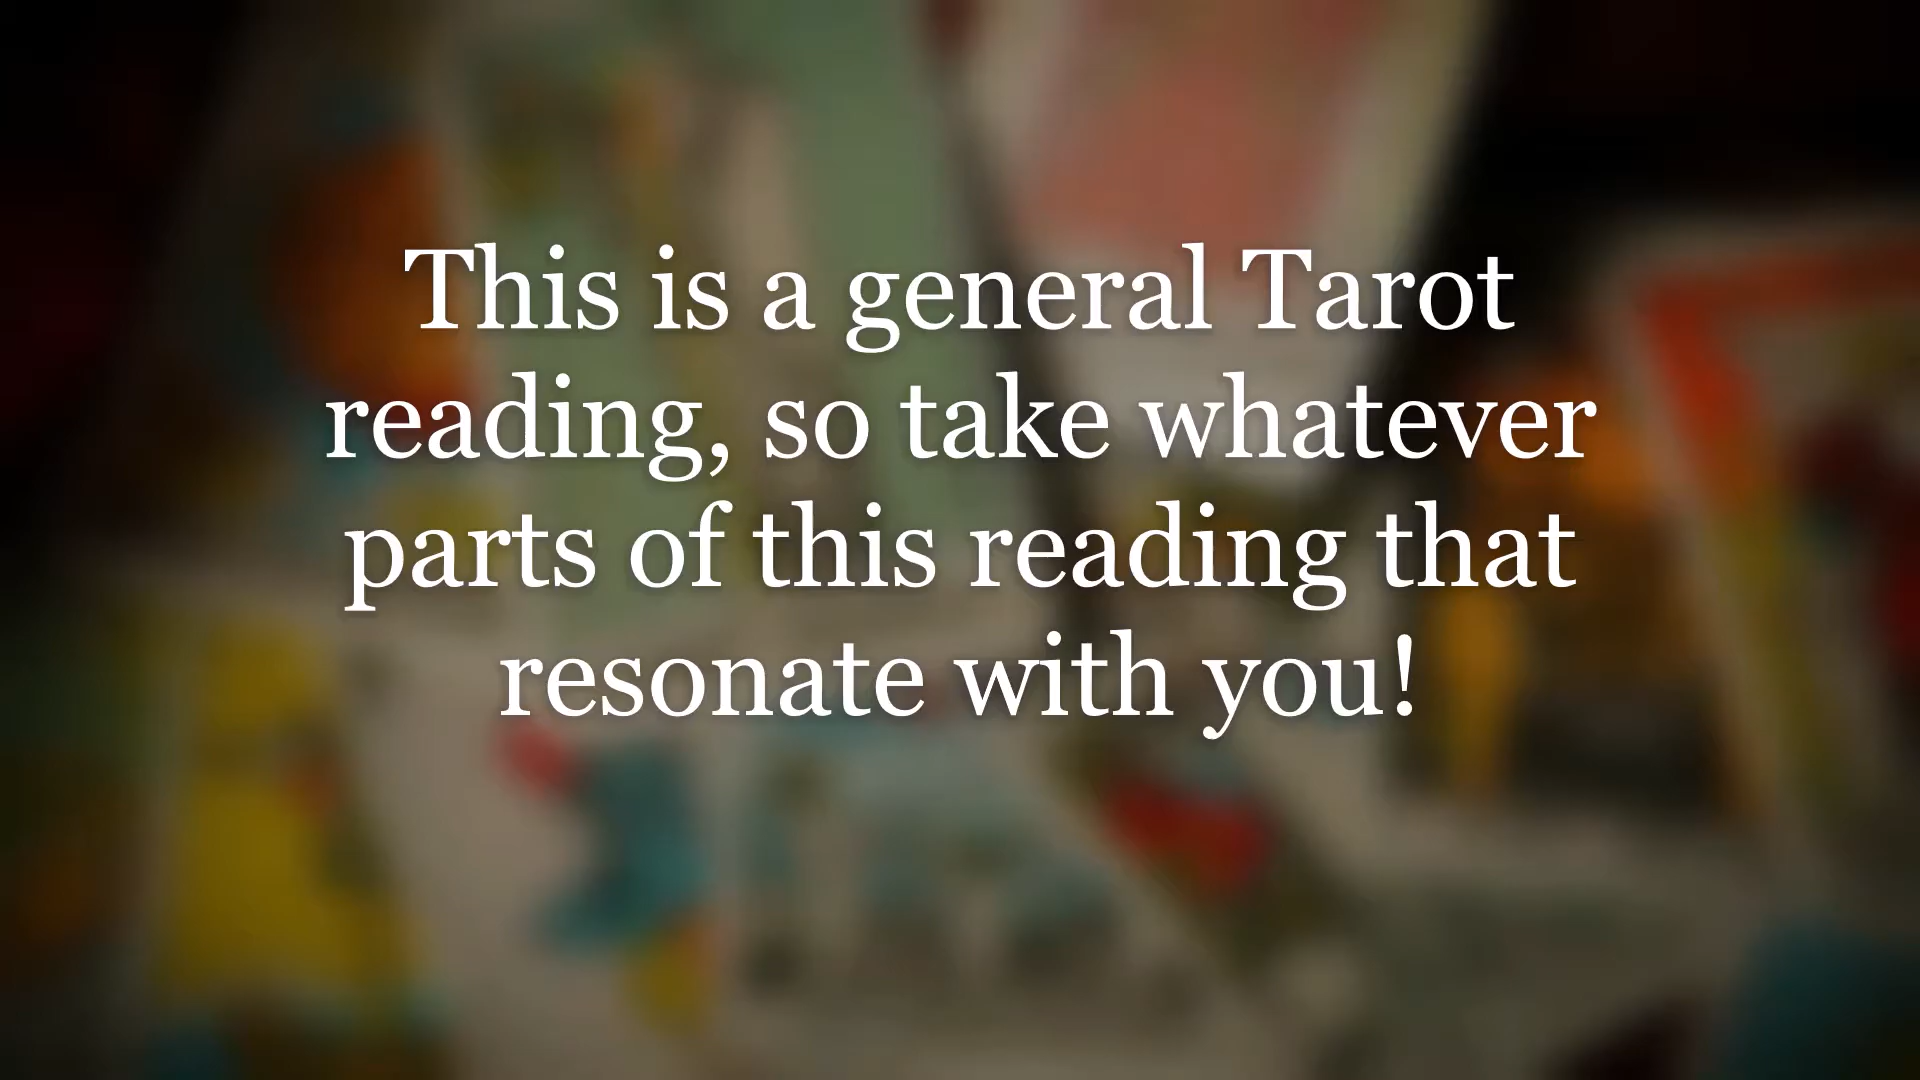 This is a general Tarot
reading, so take whatever
parts of this reading that
resonate with you!